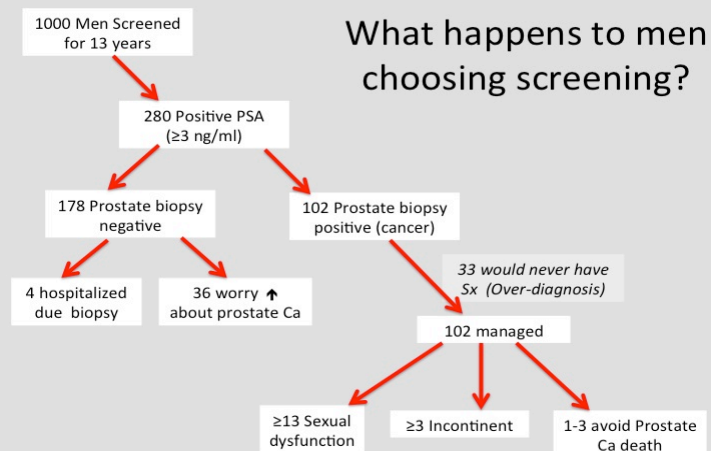 1000 Men Screened
for 13 years
What happens to men
choosing screening?
280 Positive PSA
(≥3 ng/ml)
178 Prostate biopsy
negative
102 Prostate biopsy
positive (cancer)
33 would never have
Sx (Over-diagnosis)
4 hospitalized
due biopsy
36 worry ↑
about prostate Ca
102 managed
≥13 Sexual
dysfunction
≥3 Incontinent
1-3 avoid Prostate
Ca death